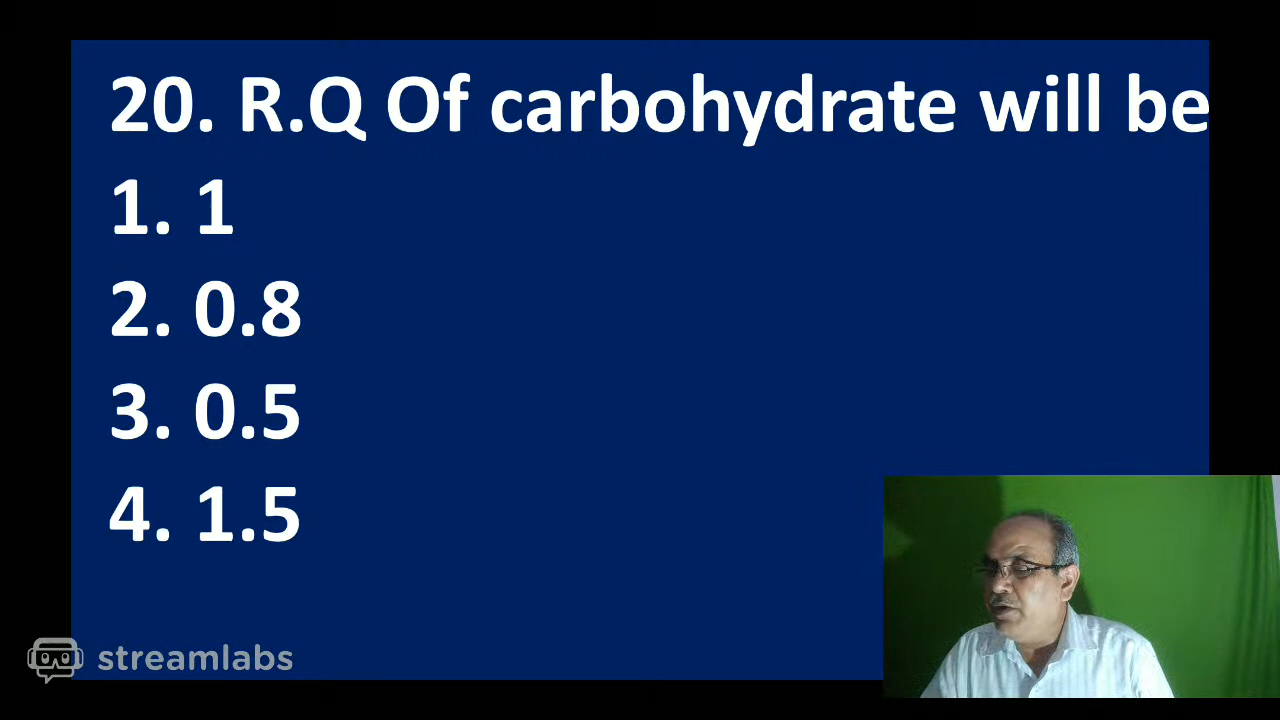 20. R.Q Of carbohydrate will be
1. 1
2. 0.8
3. 0.5
4. 1.5
streamlabs